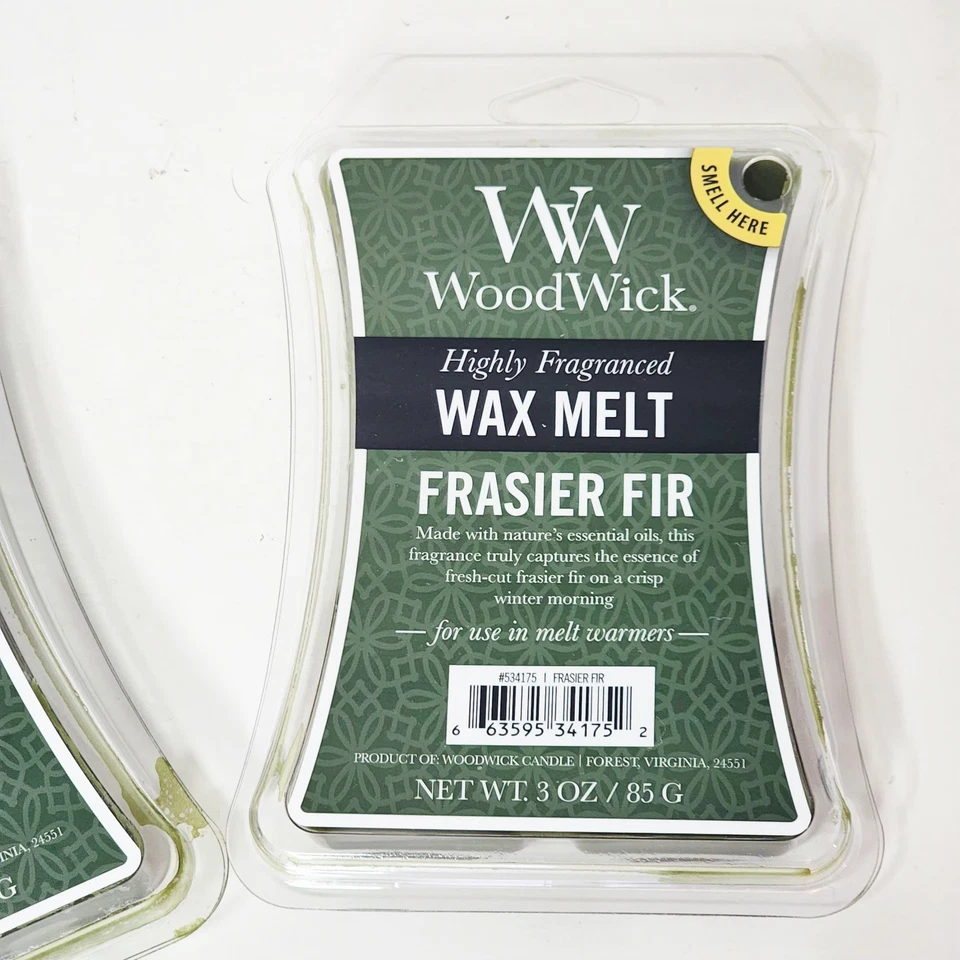 SMELL HERE
WW
WoodWick®
Highly Fragranced
WAX MELT
FRASIER FIR
Made with nature's essential oils, this
fragrance truly captures the essence of
fresh-cut frasier fir on a crisp
winter morning
— for use in melt warmers —
#534175 | FRASIER FIR
6 63595 34175 2
PRODUCT OF: WOODWICK CANDLE | FOREST, VIRGINIA, 24551
NET WT. 3 OZ / 85 G
INIA, 24551
G